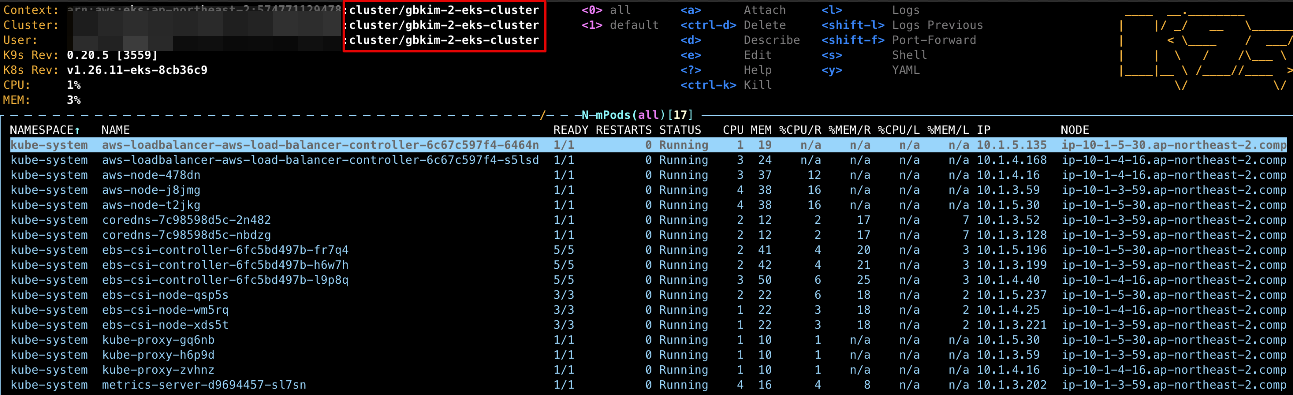 Context: :cluster/gbkim-2-eks-cluster <0> all <a> Attach <l> Logs
Cluster: :cluster/gbkim-2-eks-cluster <1> default <ctrl-d> Delete <shift-l> Logs Previous
User: :cluster/gbkim-2-eks-cluster <d> Describe <shift-f> Port-Forward
K9s Rev: 0.20.5 [3559] <e> Edit <s> Shell
K8s Rev: v1.26.11-eks-8cb36c9 <?> Help <y> YAML
CPU: 1% <ctrl-k> Kill
MEM: 3%
Pods(all)[17]
NAMESPACE↑ NAME READY RESTARTS STATUS CPU MEM %CPU/R %MEM/R %CPU/L %MEM/L IP NODE
kube-system aws-loadbalancer-aws-load-balancer-controller-6c67c597f4-6464n 1/1 0 Running 1 19 n/a n/a n/a n/a 10.1.5.135 ip-10-1-5-30.ap-northeast-2.comp
kube-system aws-loadbalancer-aws-load-balancer-controller-6c67c597f4-s5lsd 1/1 0 Running 3 24 n/a n/a n/a n/a 10.1.4.168 ip-10-1-4-16.ap-northeast-2.comp
kube-system aws-node-478dn 1/1 0 Running 3 37 12 n/a n/a n/a 10.1.4.16 ip-10-1-4-16.ap-northeast-2.comp
kube-system aws-node-j8jmg 1/1 0 Running 4 38 16 n/a n/a n/a 10.1.3.59 ip-10-1-3-59.ap-northeast-2.comp
kube-system aws-node-t2jkg 1/1 0 Running 4 38 16 n/a n/a n/a 10.1.5.30 ip-10-1-5-30.ap-northeast-2.comp
kube-system coredns-7c98598d5c-2n482 1/1 0 Running 2 12 2 17 n/a 7 10.1.3.52 ip-10-1-3-59.ap-northeast-2.comp
kube-system coredns-7c98598d5c-nbdzg 1/1 0 Running 2 12 2 17 n/a 7 10.1.3.128 ip-10-1-3-59.ap-northeast-2.comp
kube-system ebs-csi-controller-6fc5bd497b-fr7q4 5/5 0 Running 2 41 4 20 n/a 3 10.1.5.196 ip-10-1-5-30.ap-northeast-2.comp
kube-system ebs-csi-controller-6fc5bd497b-h6w7h 5/5 0 Running 2 42 4 21 n/a 3 10.1.3.199 ip-10-1-3-59.ap-northeast-2.comp
kube-system ebs-csi-controller-6fc5bd497b-l9p8q 5/5 0 Running 3 50 6 25 n/a 3 10.1.4.40 ip-10-1-4-16.ap-northeast-2.comp
kube-system ebs-csi-node-qsp5s 3/3 0 Running 2 22 6 18 n/a 2 10.1.5.237 ip-10-1-5-30.ap-northeast-2.comp
kube-system ebs-csi-node-wm5rq 3/3 0 Running 1 22 3 18 n/a 2 10.1.4.25 ip-10-1-4-16.ap-northeast-2.comp
kube-system ebs-csi-node-xds5t 3/3 0 Running 1 22 3 18 n/a 2 10.1.3.221 ip-10-1-3-59.ap-northeast-2.comp
kube-system kube-proxy-gq6nb 1/1 0 Running 1 10 1 n/a n/a n/a 10.1.5.30 ip-10-1-5-30.ap-northeast-2.comp
kube-system kube-proxy-h6p9d 1/1 0 Running 1 10 1 n/a n/a n/a 10.1.3.59 ip-10-1-3-59.ap-northeast-2.comp
kube-system kube-proxy-zvhnz 1/1 0 Running 1 10 1 n/a n/a n/a 10.1.4.16 ip-10-1-4-16.ap-northeast-2.comp
kube-system metrics-server-d9694457-sl7sn 1/1 0 Running 4 16 4 8 n/a n/a 10.1.3.202 ip-10-1-3-59.ap-northeast-2.comp